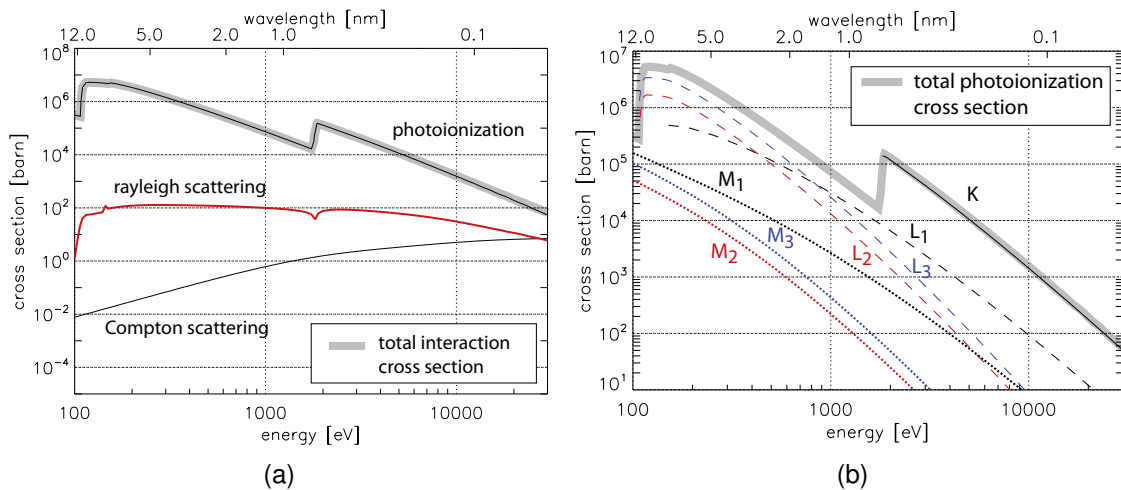 wavelength [nm]
12.0 5.0 2.0 1.0 0.1
10^8
10^6
10^4
10^2
10^0
10^-2
10^-4
cross section [barn]
photoionization
rayleigh scattering
Compton scattering
total interaction
cross section
100 1000 10000
energy [eV]
(a)
wavelength [nm]
12.0 5.0 2.0 1.0 0.1
10^7
10^6
10^5
10^4
10^3
10^2
10^1
cross section [barn]
total photoionization
cross section
M1
M3
M2
L2
L1
L3
K
100 1000 10000
energy [eV]
(b)